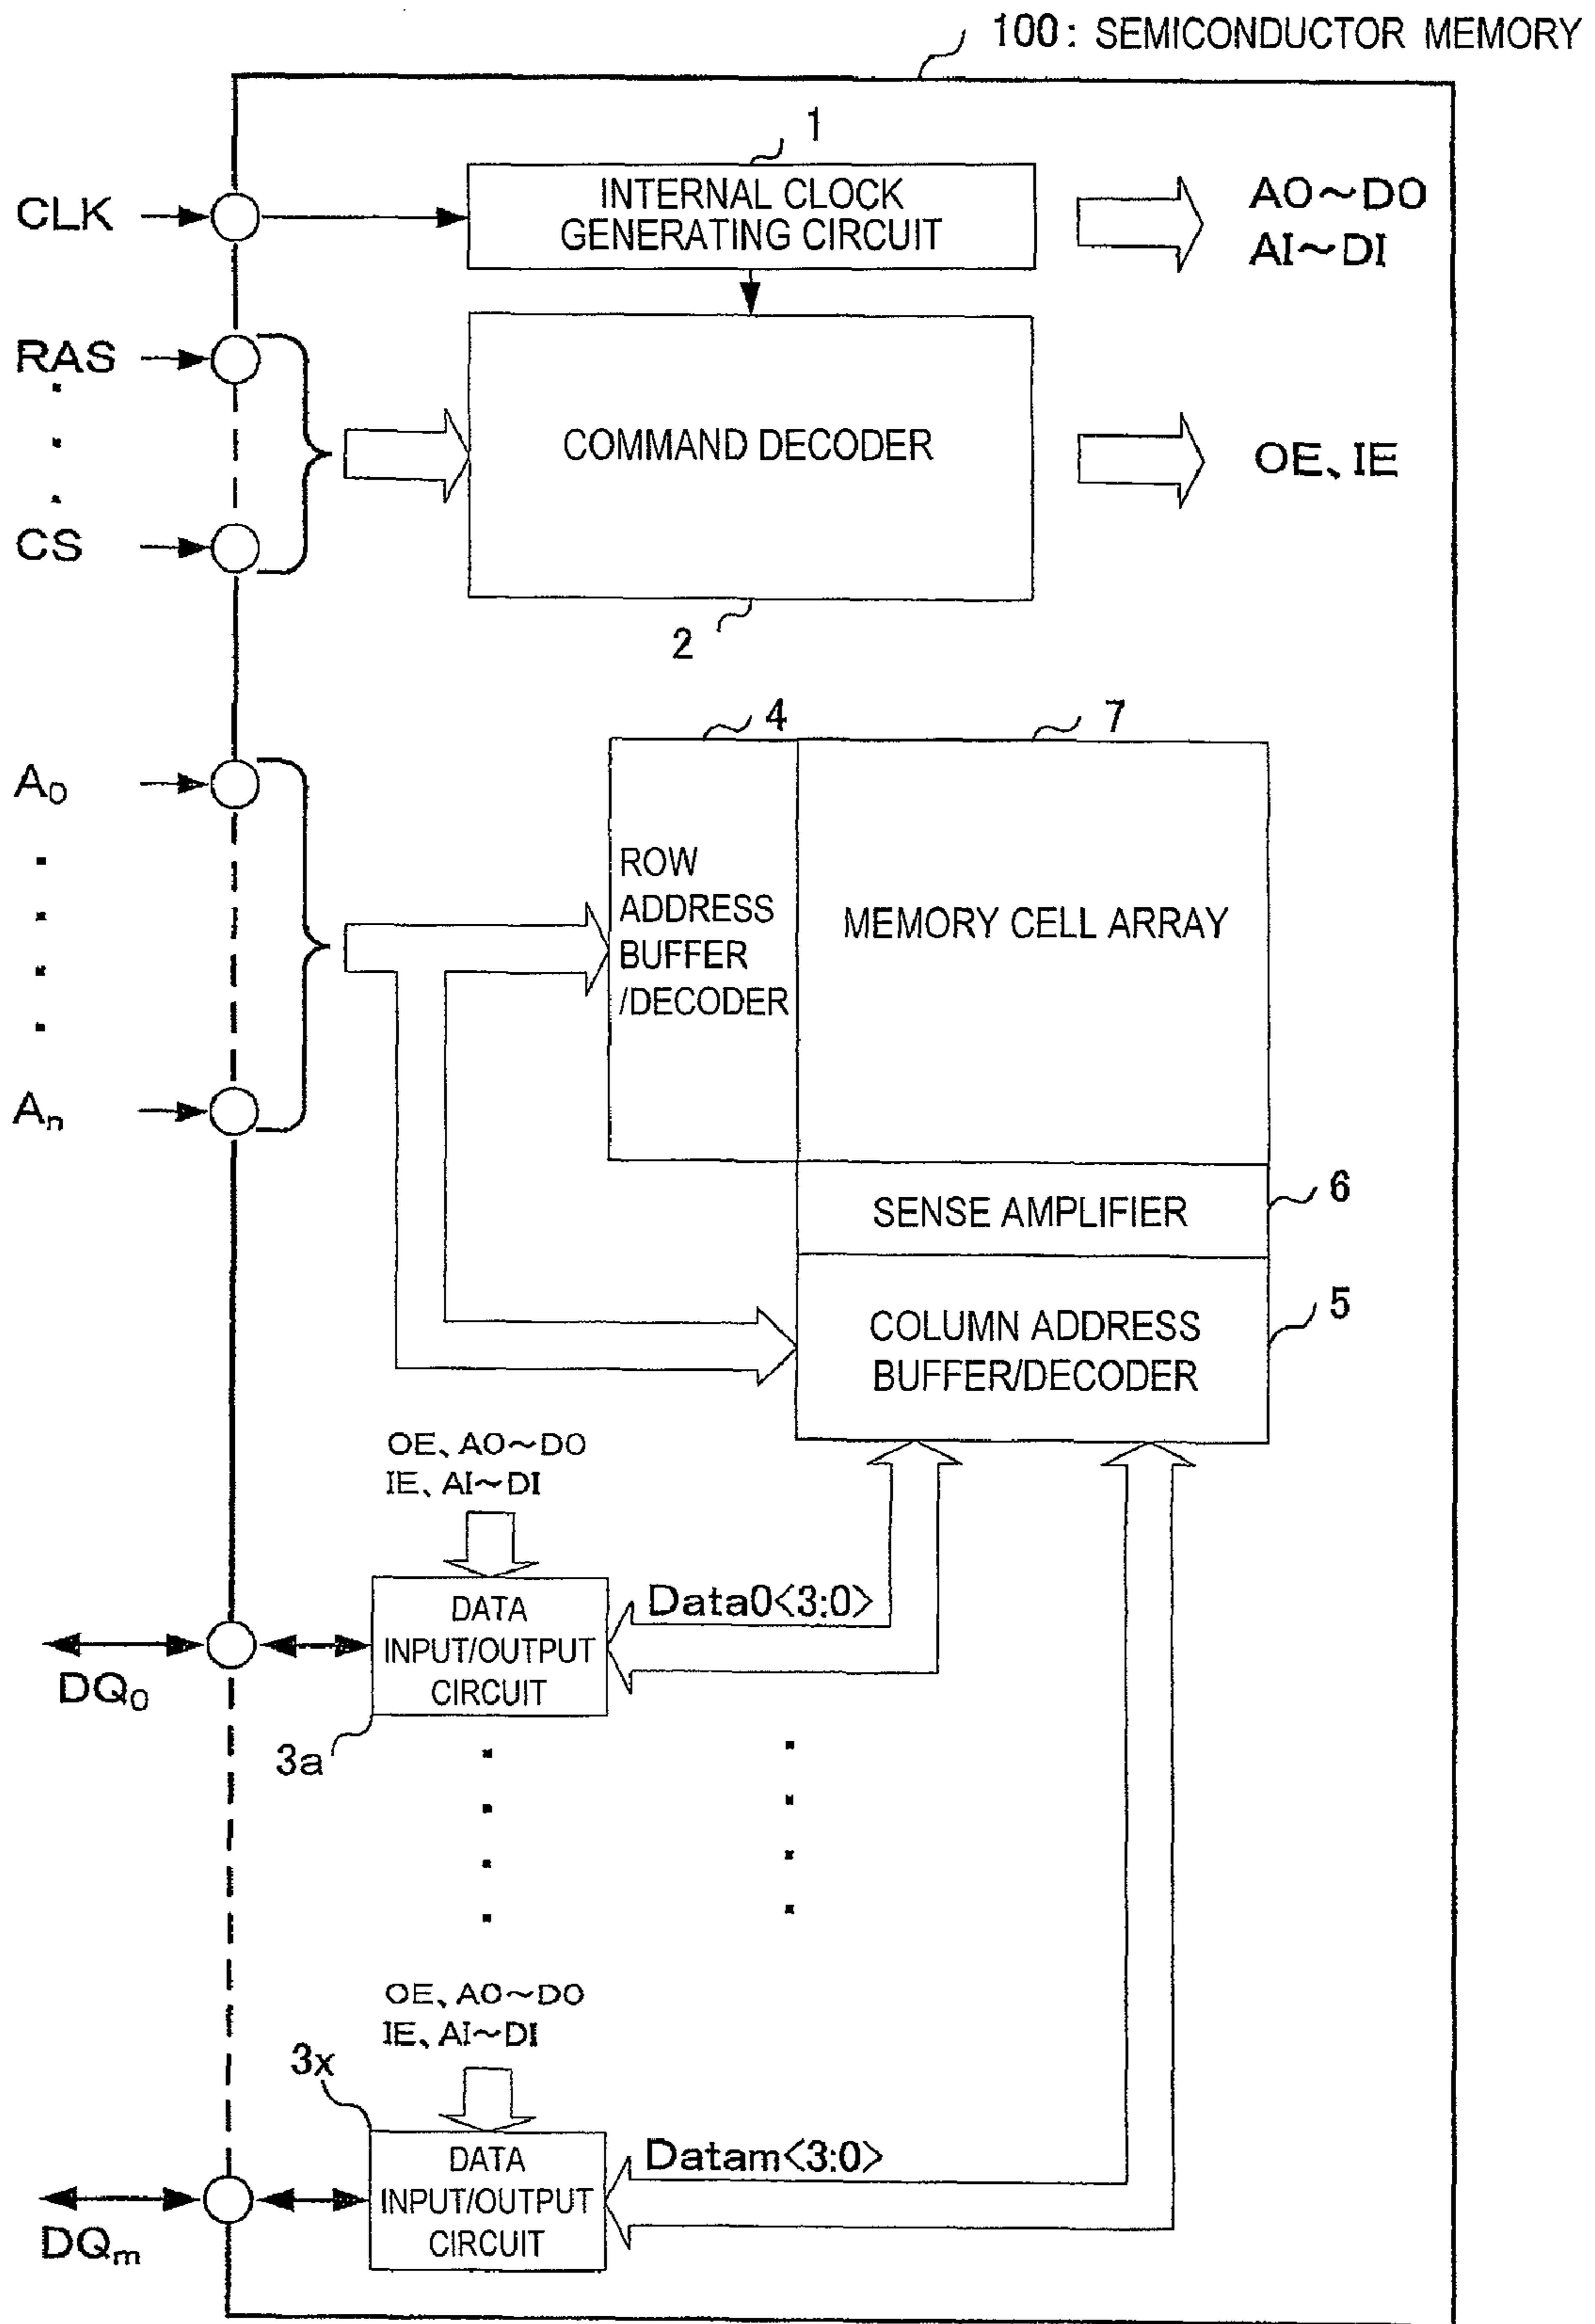 100: SEMICONDUCTOR MEMORY
1
CLK
INTERNAL CLOCK
GENERATING CIRCUIT
AO~DO
AI~DI
RAS
COMMAND DECODER
OE、IE
CS
2
4
7
A0
ROW
ADDRESS
BUFFER
/DECODER
MEMORY CELL ARRAY
An
SENSE AMPLIFIER
6
COLUMN ADDRESS
BUFFER/DECODER
5
OE、AO~DO
IE、AI~DI
DATA
INPUT/OUTPUT
CIRCUIT
Data0<3:0>
DQ0
3a
OE、AO~DO
IE、AI~DI
3x
DATA
INPUT/OUTPUT
CIRCUIT
Datam<3:0>
DQm